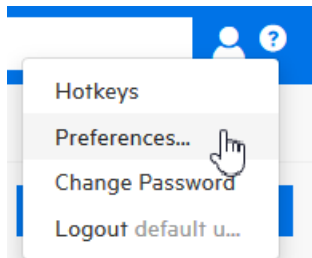 ?
Hotkeys
Preferences...
Change Password
Logout default u...